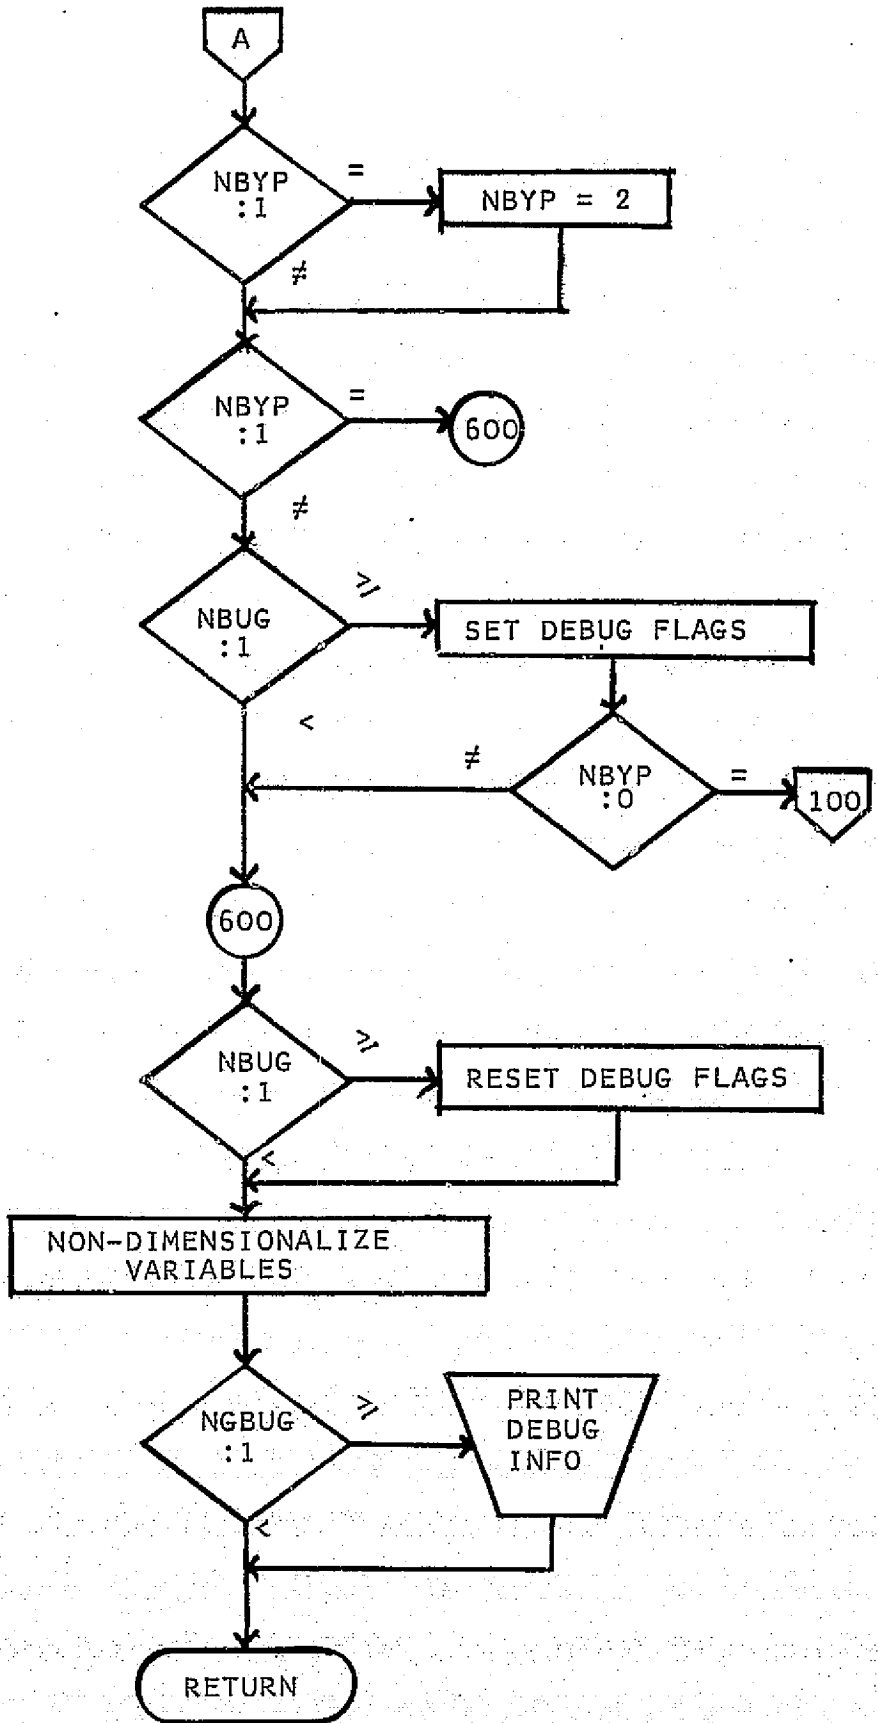 A
NBYP
:1
=
NBYP = 2
≠
NBYP
:1
=
600
≠
NBUG
:1
≥
SET DEBUG FLAGS
<
≠
NBYP
:0
=
100
600
NBUG
:1
≥
RESET DEBUG FLAGS
<
NON-DIMENSIONALIZE
VARIABLES
NGBUG
:1
≥
PRINT
DEBUG
INFO
<
RETURN